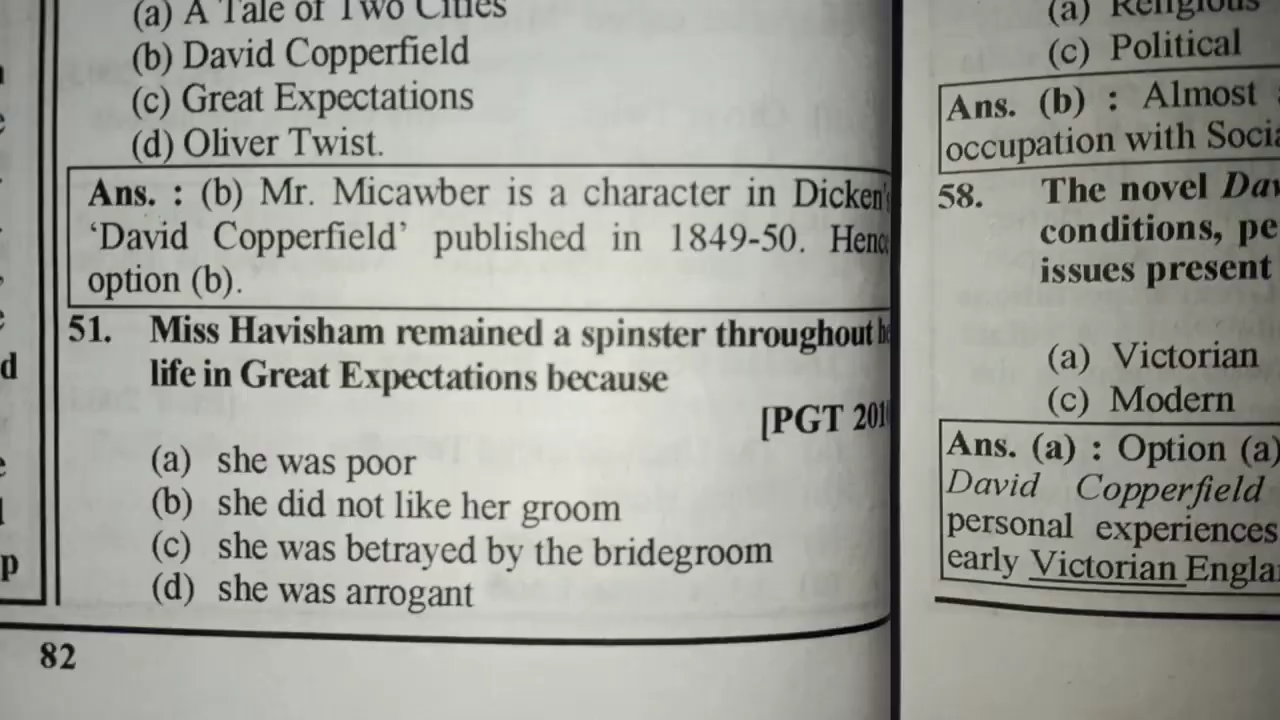 (a) A Tale of Two Cities
(b) David Copperfield
(c) Great Expectations
(d) Oliver Twist.
Ans. : (b) Mr. Micawber is a character in Dicken's
'David Copperfield' published in 1849-50. Henc
option (b).
51. Miss Havisham remained a spinster throughout
life in Great Expectations because
[PGT 201
(a) she was poor
(b) she did not like her groom
(c) she was betrayed by the bridegroom
(d) she was arrogant
82
(a) Religious
(c) Political
Ans. (b) : Almost
occupation with
58. The novel
conditions,
issues present
(a) Victorian
(c) Modern
Ans. (a) : Option (a)
David Copperfield
personal experiences
early Victorian